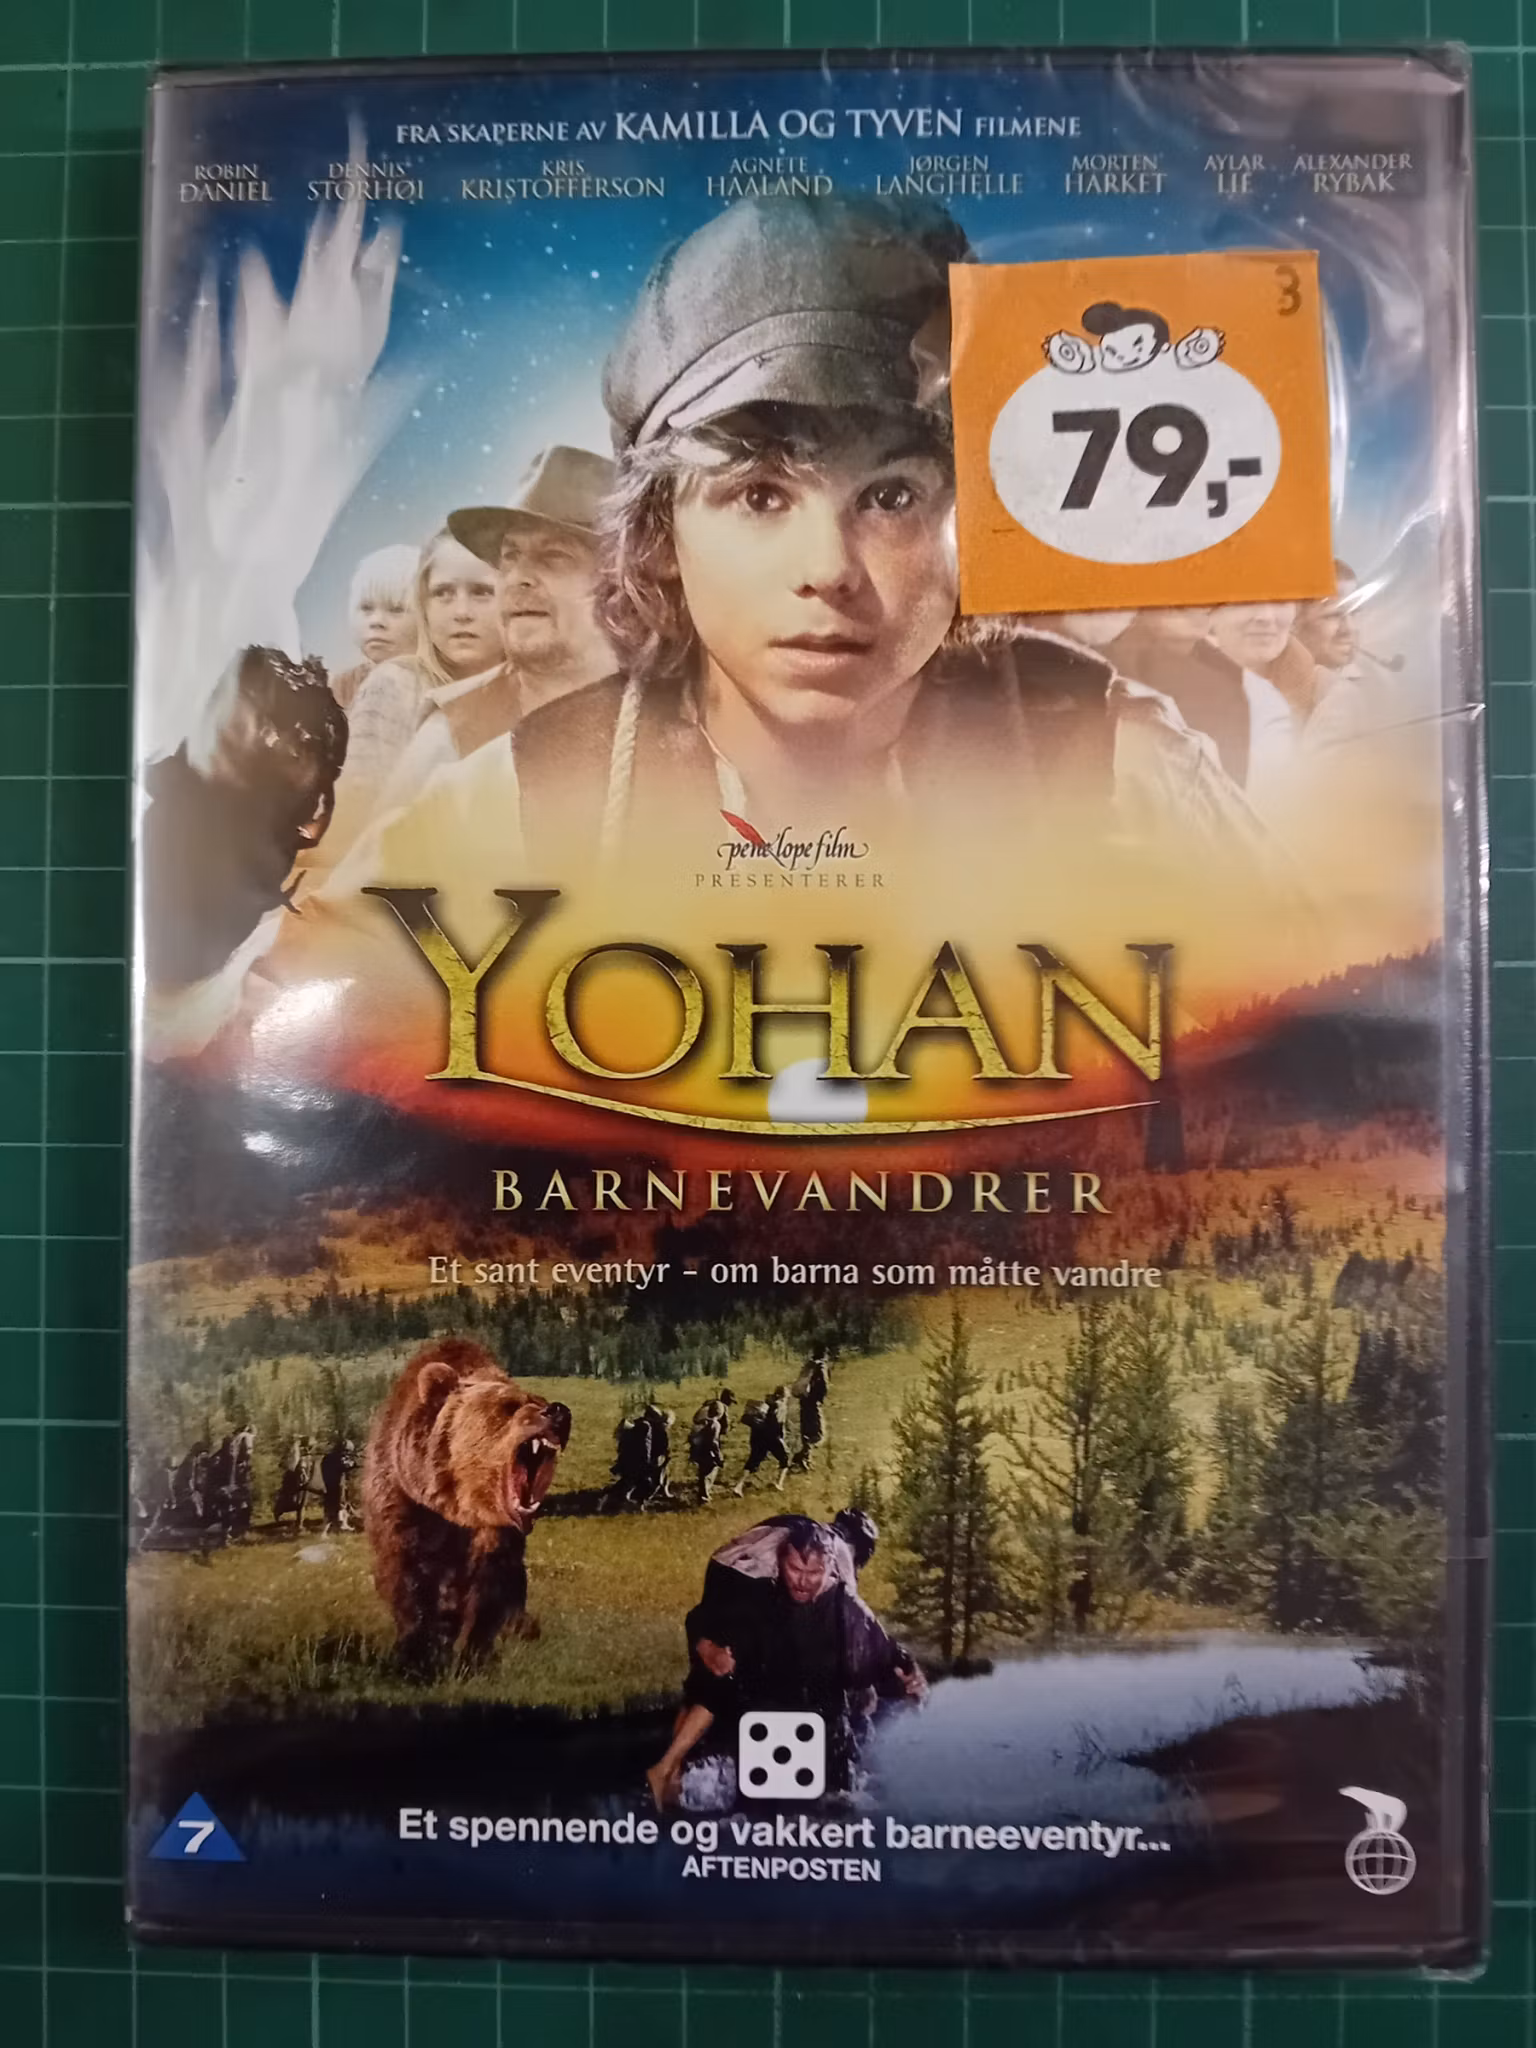 FRA SKAPERNE AV KAMILLA OG TYVEN FILMENE
ROBIN DANIEL
DENNIS STORHØI
KRIS KRISTOFFERSON
AGNETE HAALAND
JØRGEN LANGHELLE
MORTEN HARKET
AYLAR LIE
ALEXANDER RYBAK
3
79,-
penelope film
PRESENTERER
YOHAN
BARNEVANDRER
Et sant eventyr - om barna som måtte vandre
7
Et spennende og vakkert barneeventyr...
AFTENPOSTEN